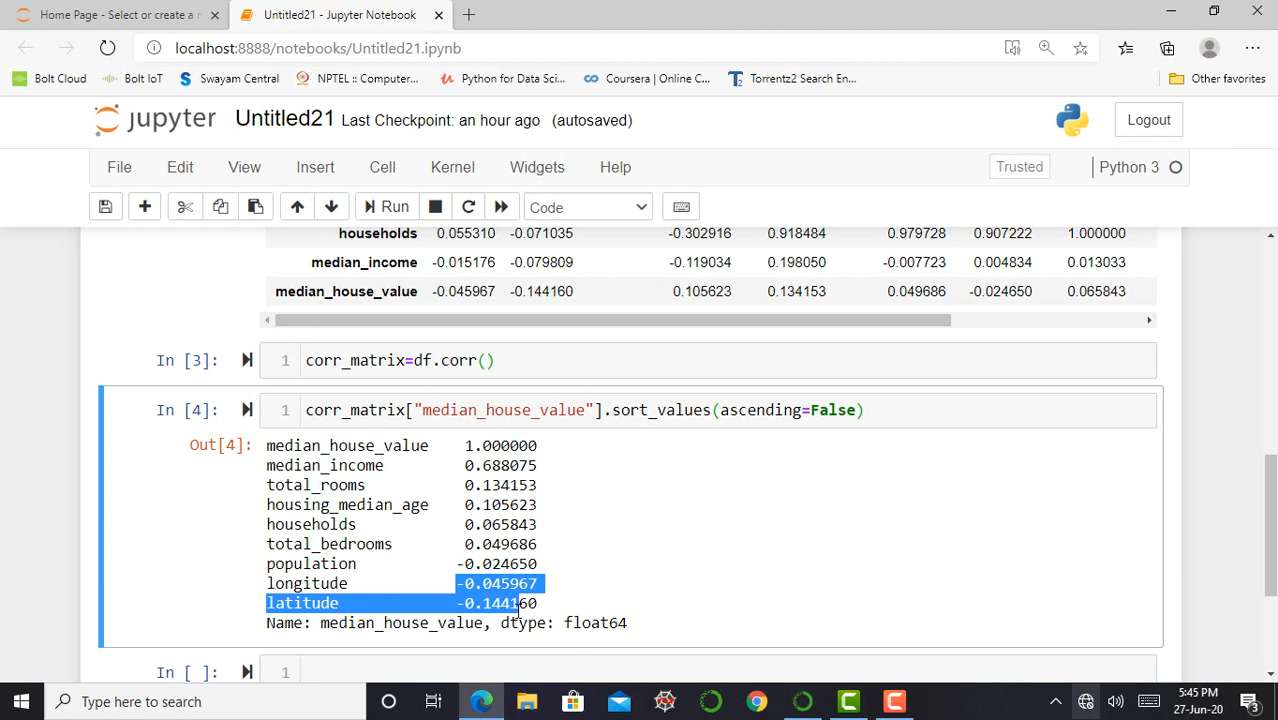 Home Page - Select or create a n
Untitled21 - Jupyter Notebook
localhost:8888/notebooks/Untitled21.ipynb
Bolt Cloud
Bolt IoT
Swayam Central
NPTEL :: Computer...
Python for Data Sci...
Coursera | Online C...
Torrentz2 Search En...
Other favorites
jupyter Untitled21 Last Checkpoint: an hour ago (autosaved)
Logout
File Edit View Insert Cell Kernel Widgets Help
Trusted
Python 3
Run
Code
households 0.055310 -0.071035 -0.302916 0.918484 0.979728 0.907222 1.000000
median_income -0.015176 -0.079809 -0.119034 0.198050 -0.007723 0.004834 0.013033
median_house_value -0.045967 -0.144160 0.105623 0.134153 0.049686 -0.024650 0.065843
In [3]: 1 corr_matrix=df.corr()
In [4]: 1 corr_matrix["median_house_value"].sort_values(ascending=False)
Out[4]: median_house_value 1.000000
median_income 0.688075
total_rooms 0.134153
housing_median_age 0.105623
households 0.065843
total_bedrooms 0.049686
population -0.024650
longitude -0.045967
latitude -0.144160
Name: median_house_value, dtype: float64
In [ ]: 1
Type here to search
5:45 PM
27-Jun-20
3